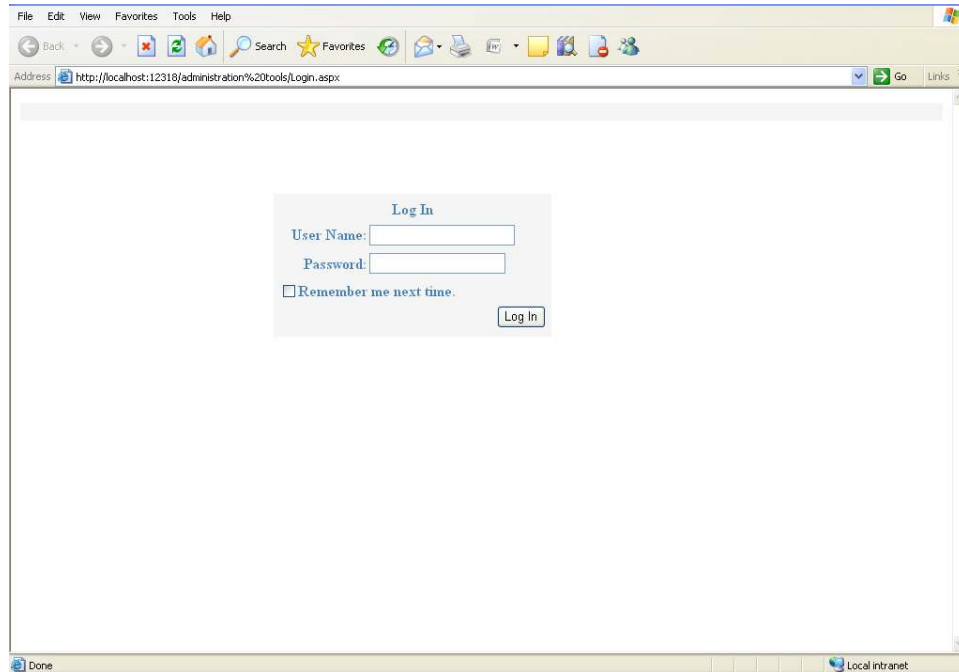 File Edit View Favorites Tools Help
Back Search Favorites
Address http://localhost:12318/administration%20tools/Login.aspx Go Links
Log In
User Name:
Password:
Remember me next time.
Log In
Done Local intranet